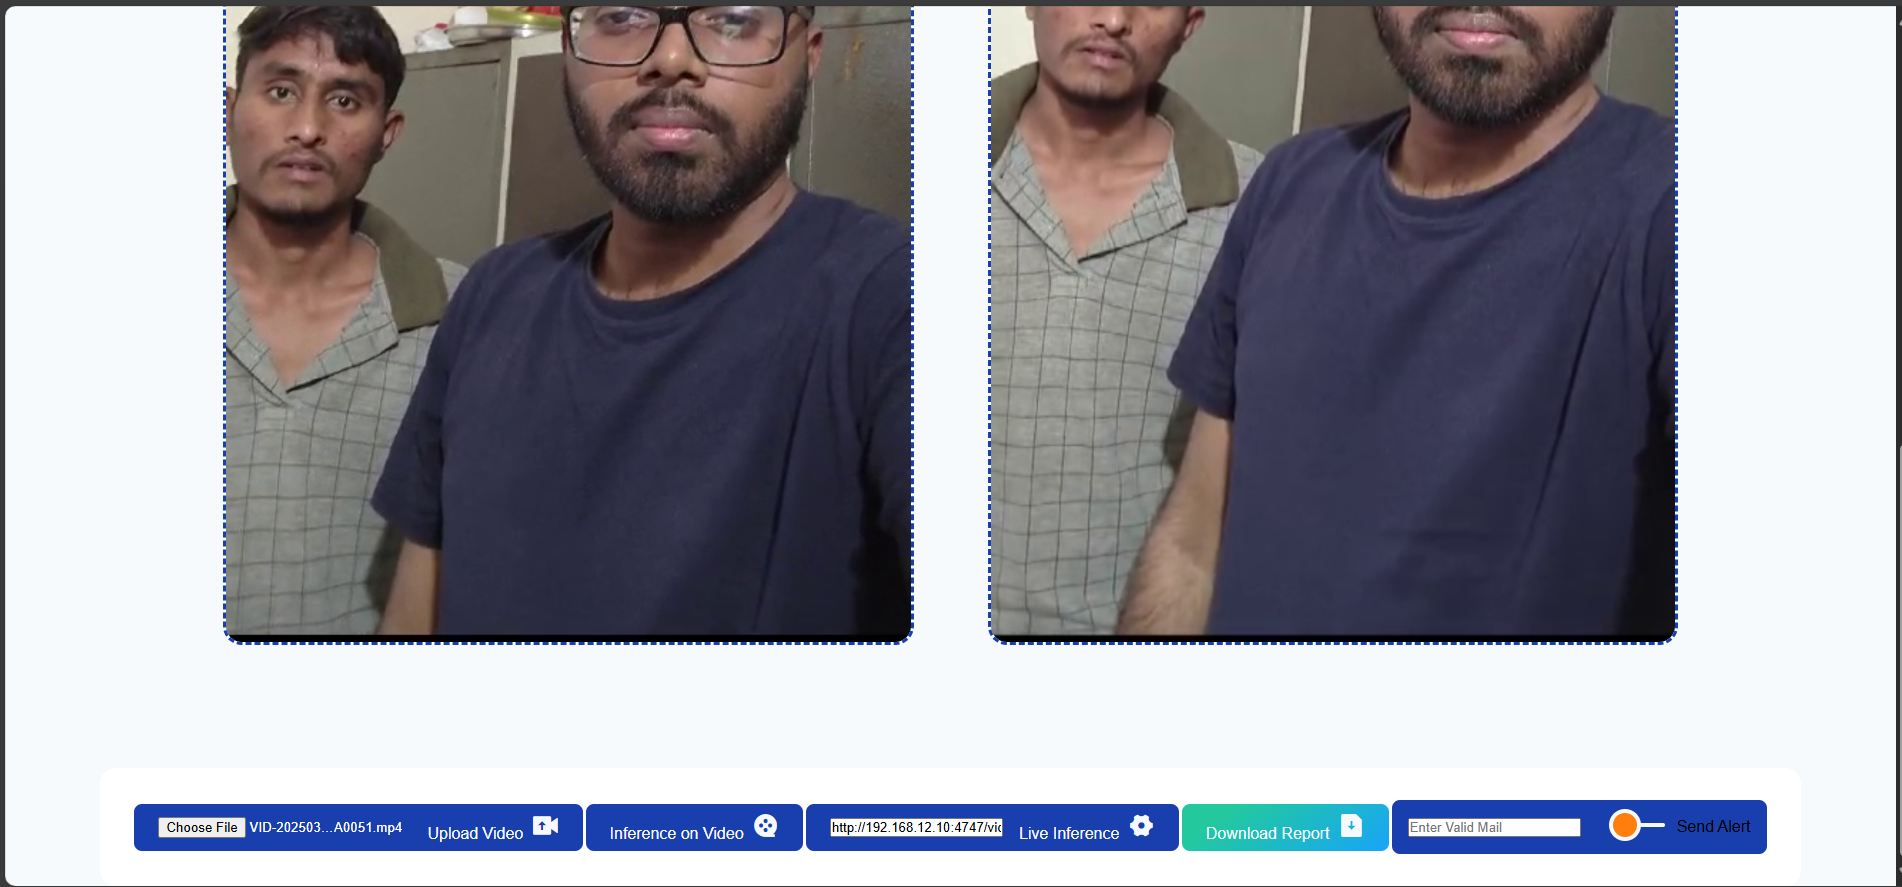 Choose File VID-202503...A0051.mp4 Upload Video
Inference on Video
http://192.168.12.10:4747/vic Live Inference
Download Report
Enter Valid Mail Send Alert